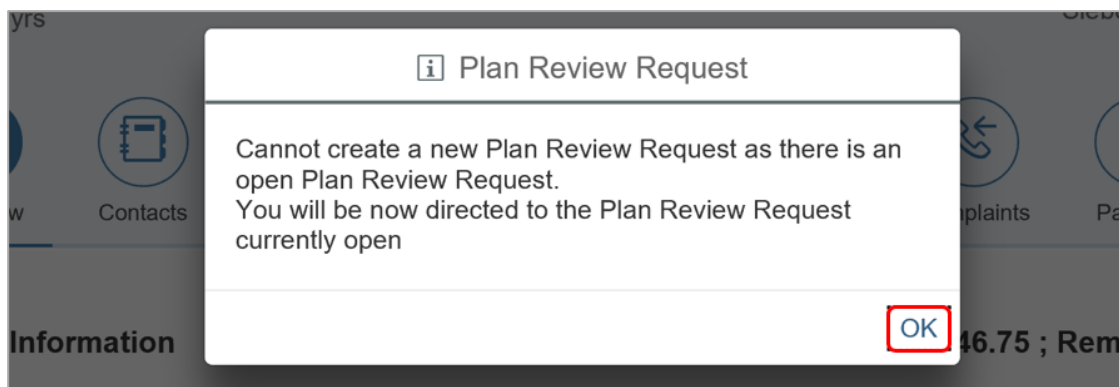 yrs
Plan Review Request
Cannot create a new Plan Review Request as there is an
open Plan Review Request.
You will be now directed to the Plan Review Request
currently open
Contacts
OK
Information
46.75 ; Rem